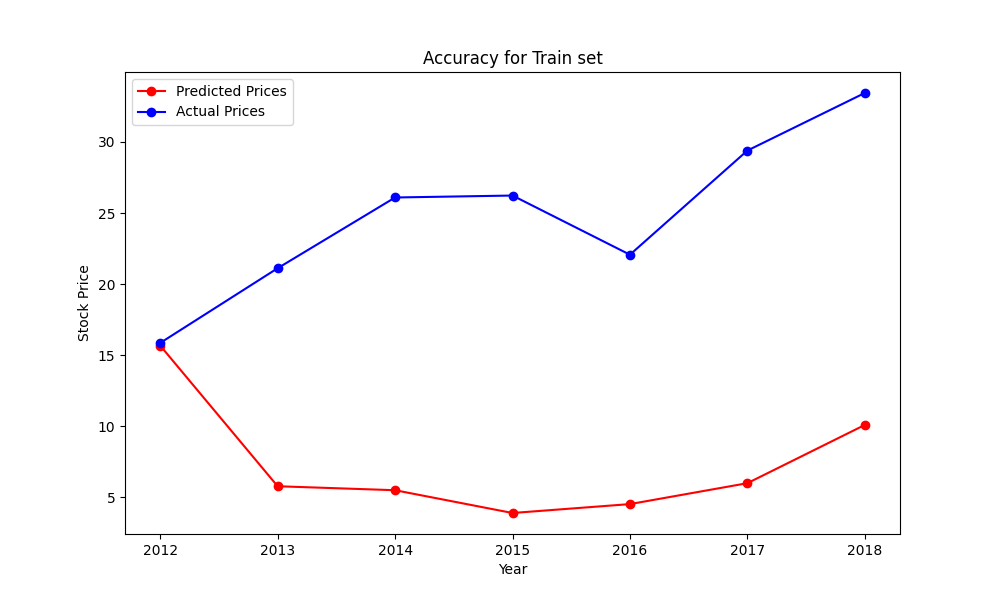 Accuracy for Train set
Predicted Prices
Actual Prices
30
25
20
15
10
5
Stock Price
2012 2013 2014 2015 2016 2017 2018
Year